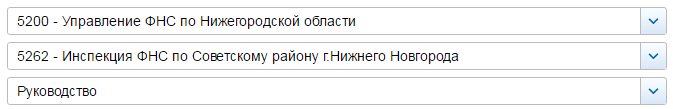 5200 - Управление ФНС по Нижегородской области
5262 - Инспекция ФНС по Советскому району г.Нижнего Новгорода
Руководство